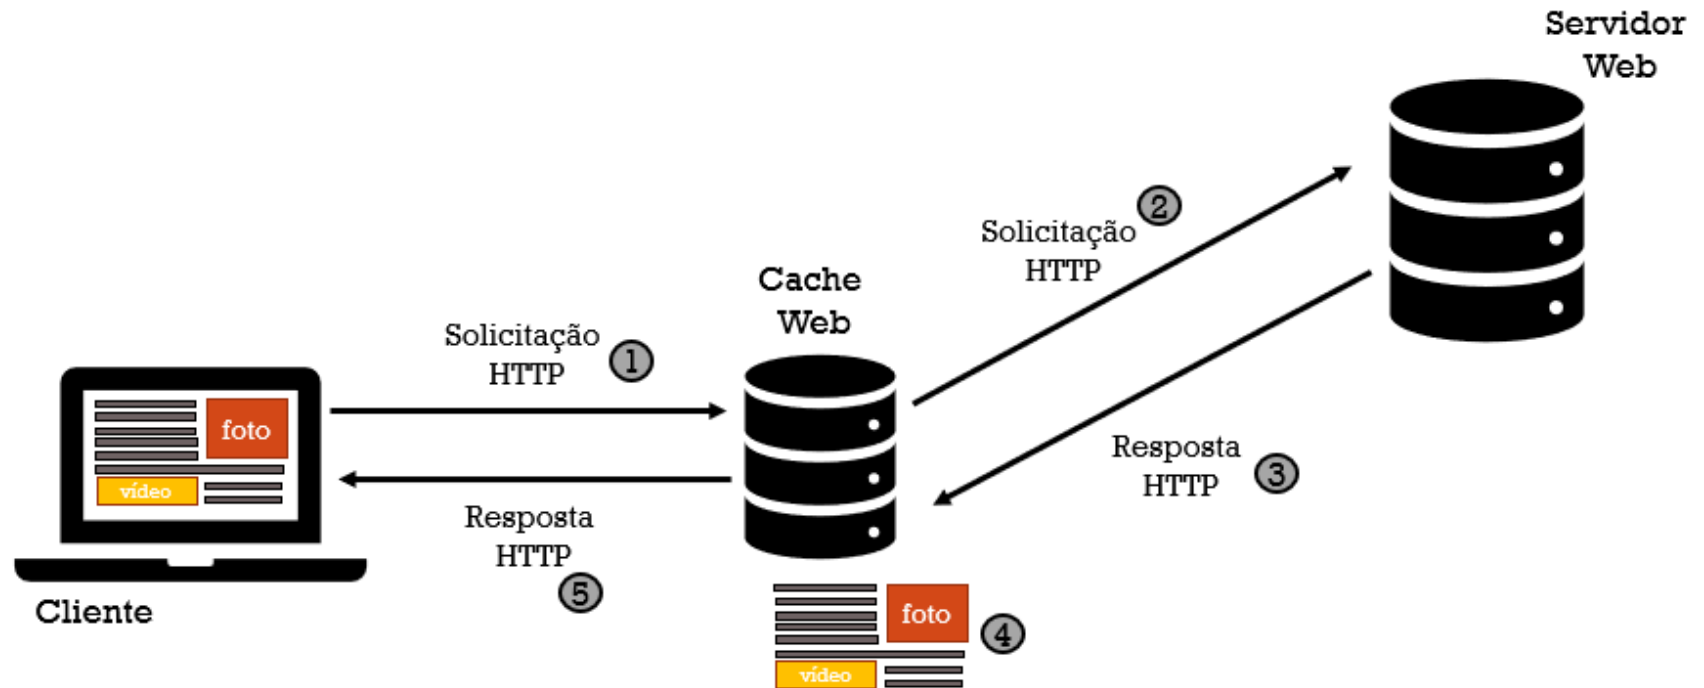 Servidor
Web
Solicitação
HTTP
2
Cache
Web
Solicitação
HTTP
1
foto
vídeo
Resposta
HTTP
3
Resposta
HTTP
5
Cliente
foto
4
vídeo